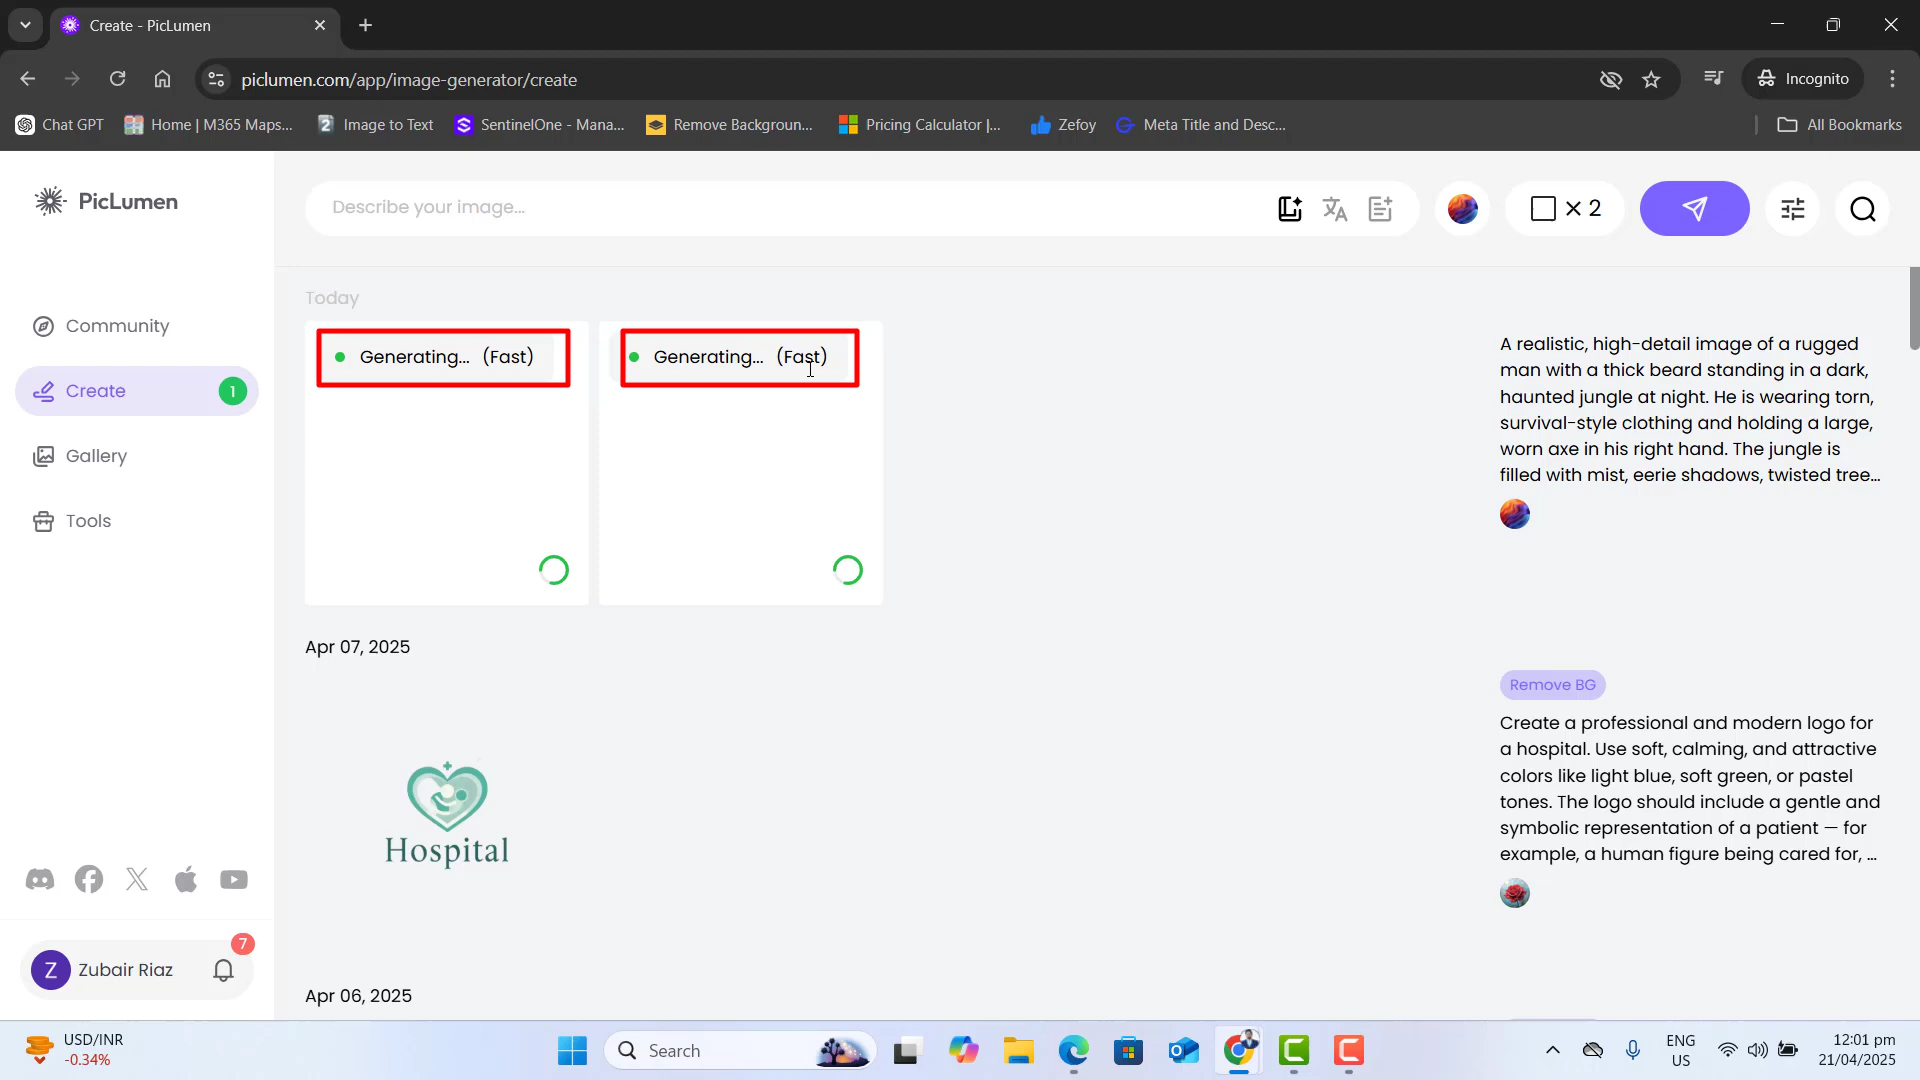 Create - PicLumen
piclumen.com/app/image-generator/create
Incognito
Chat GPT
Home | M365 Maps...
Image to Text
SentinelOne - Mana...
Remove Backgroun...
Pricing Calculator |...
Zefoy
Meta Title and Desc...
All Bookmarks
PicLumen
Describe your image...
× 2
Community
Create
1
Gallery
Tools
Zubair Riaz
Z
7
Today
Generating... (Fast)
Generating... (Fast)
A realistic, high-detail image of a rugged
man with a thick beard standing in a dark,
haunted jungle at night. He is wearing torn,
survival-style clothing and holding a large,
worn axe in his right hand. The jungle is
filled with mist, eerie shadows, twisted tree...
Apr 07, 2025
Hospital
Remove BG
Create a professional and modern logo for
a hospital. Use soft, calming, and attractive
colors like light blue, soft green, or pastel
tones. The logo should include a gentle and
symbolic representation of a patient — for
example, a human figure being cared for, ...
Apr 06, 2025
USD/INR
-0.34%
Search
ENG
US
12:01 pm
21/04/2025